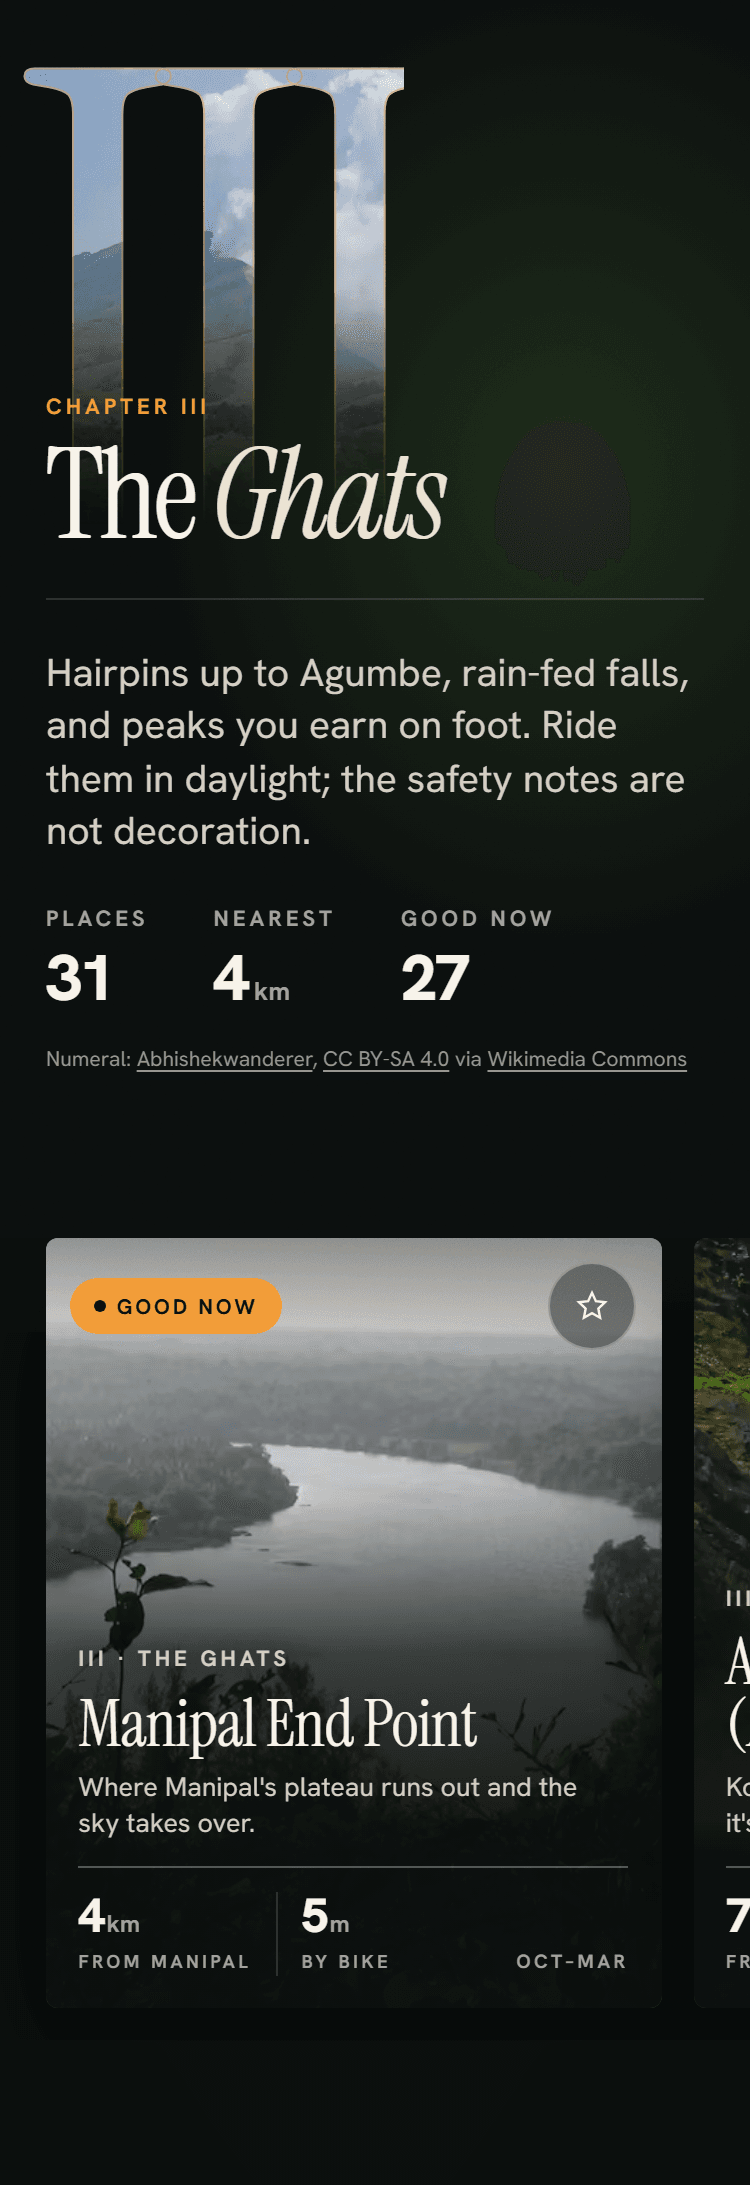 III
CHAPTER III
The Ghats
Hairpins up to Agumbe, rain-fed falls,
and peaks you earn on foot. Ride
them in daylight; the safety notes are
not decoration.
PLACES NEAREST GOOD NOW
31 4 km 27
Numeral: Abhishekwanderer, CC BY-SA 4.0 via Wikimedia Commons
GOOD NOW
III · THE GHATS
Manipal End Point
Where Manipal's plateau runs out and the
sky takes over.
4km 5m
FROM MANIPAL BY BIKE OCT–MAR